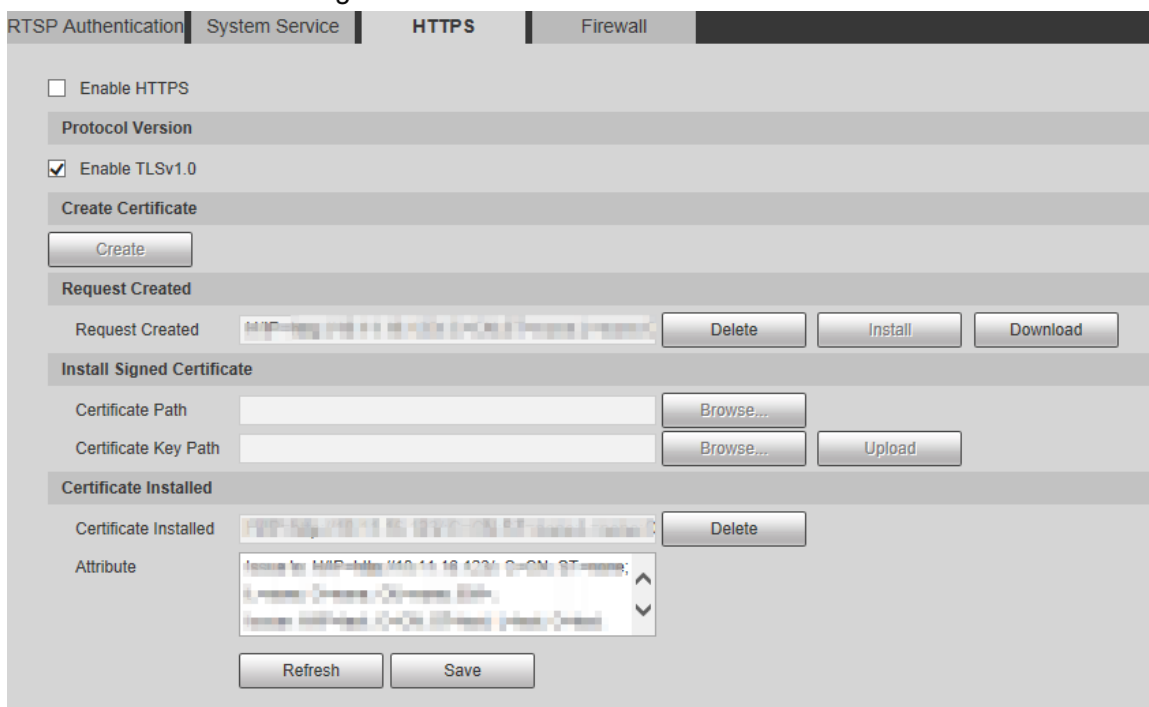 RTSP Authentication System Service HTTPS Firewall
Enable HTTPS
Protocol Version
Enable TLSv1.0
Create Certificate
Create
Request Created
Request Created Delete Install Download
Install Signed Certificate
Certificate Path Browse...
Certificate Key Path Browse... Upload
Certificate Installed
Certificate Installed Delete
Attribute
Refresh Save